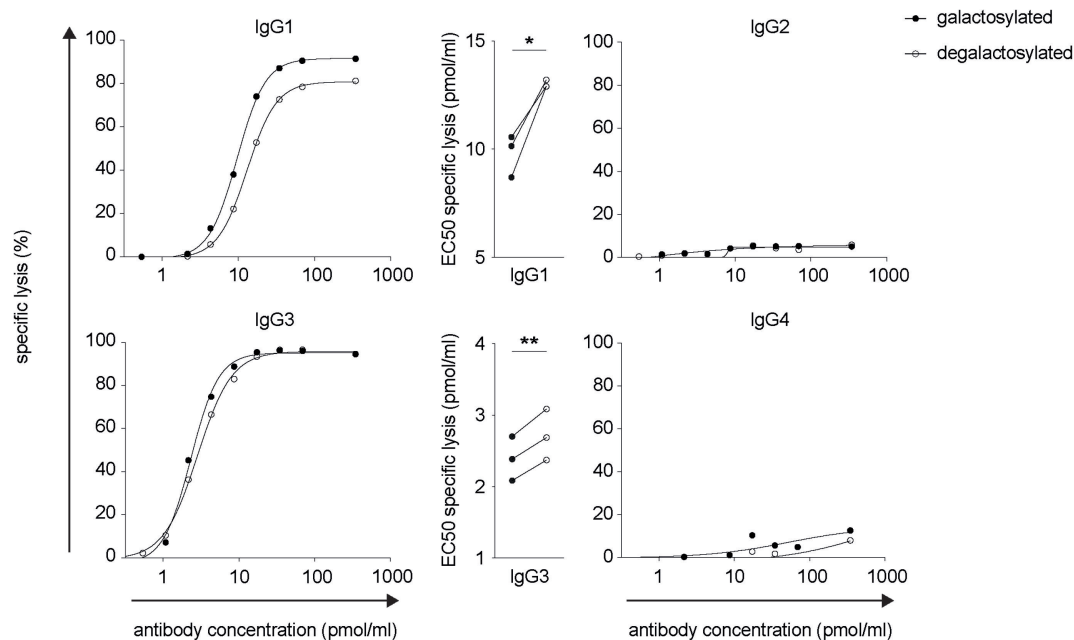 IgG1
IgG2
galactosylated
degalactosylated
100
80
60
40
20
0
1 10 100 1000
EC50 specific lysis (pmol/ml)
15
10
5
*
IgG1
100
80
60
40
20
0
1 10 100 1000
specific lysis (%)
IgG3
IgG4
100
80
60
40
20
0
1 10 100 1000
EC50 specific lysis (pmol/ml)
4
3
2
1
**
IgG3
100
80
60
40
20
0
1 10 100 1000
antibody concentration (pmol/ml)
antibody concentration (pmol/ml)